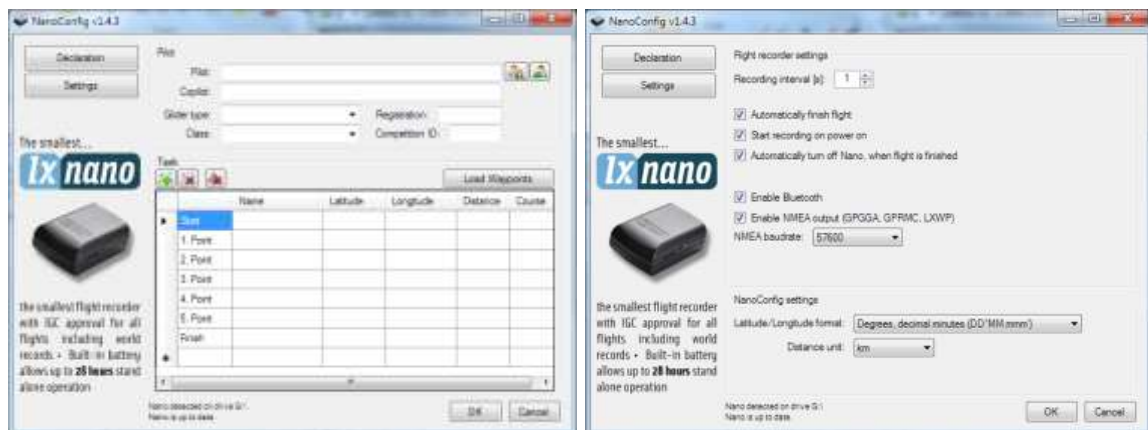 NanoConfig v1.4.3
Declaration
Settings
The smallest...
lx nano
the smallest flight recorder
with IGC approval for all
flights including world
records • Built-in battery
allows up to 28 hours stand
alone operation
Pilot
Pilot:
Copilot:
Glider type:
Registration:
Class:
Competition ID:
Task
Load Waypoints
Name Latitude Longitude Distance Course
Start
1. Point
2. Point
3. Point
4. Point
5. Point
Finish
Nano detected on drive G:\
Nano is up to date.
OK Cancel
NanoConfig v1.4.3
Declaration
Settings
The smallest...
lx nano
the smallest flight recorder
with IGC approval for all
flights including world
records • Built-in battery
allows up to 28 hours stand
alone operation
Flight recorder settings
Recording interval [s]: 1
Automatically finish flight
Start recording on power on
Automatically turn off Nano, when flight is finished
Enable Bluetooth
Enable NMEA output (GPGGA, GPRMC, LXWP)
NMEA baudrate: 57600
NanoConfig settings
Latitude/Longitude format: Degrees, decimal minutes (DD°MM.mmm')
Distance unit: km
Nano detected on drive G:\
Nano is up to date.
OK Cancel